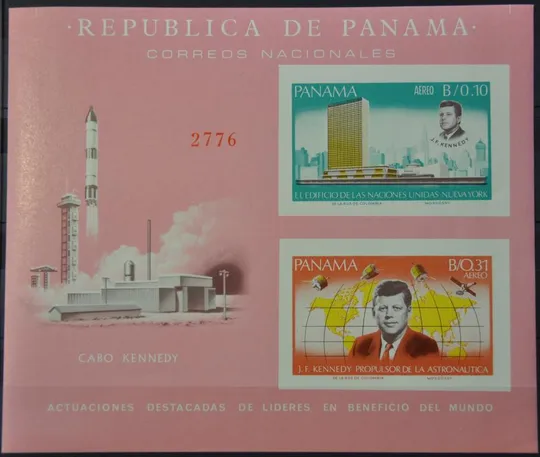 · REPUBLICA DE PANAMA ·
CORREOS NACIONALES
2776
PANAMA AEREO B/0.10
J.F. KENNEDY
EL EDIFICIO DE LAS NACIONES UNIDAS NUEVA YORK
PANAMA B/0.31
AEREO
J. F. KENNEDY PROPULSOR DE LA ASTRONAUTICA
CABO KENNEDY
ACTUACIONES DESTACADAS DE LIDERES, EN BENEFICIO DEL MUNDO